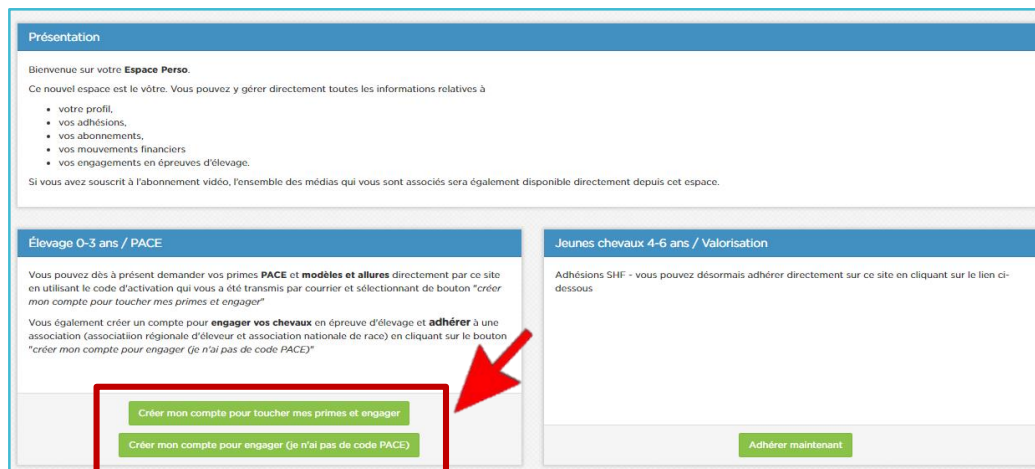 Présentation
Bienvenue sur votre Espace Perso.
Ce nouvel espace est le vôtre. Vous pouvez y gérer directement toutes les informations relatives à
• votre profil,
• vos adhésions,
• vos abonnements,
• vos mouvements financiers
• vos engagements en épreuves d'élevage.
Si vous avez souscrit à l'abonnement vidéo, l'ensemble des médias qui vous sont associés sera également disponible directement depuis cet espace.
Élevage 0-3 ans / PACE
Vous pouvez dès à présent demander vos primes PACE et modèles et allures directement par ce site
en utilisant le code d'activation qui vous a été transmis par courrier et sélectionnant de bouton "créer
mon compte pour toucher mes primes et engager"
Vous également créer un compte pour engager vos chevaux en épreuve d'élevage et adhérer à une
association (associatiion régionale d'éleveur et association nationale de race) en cliquant sur le bouton
"créer mon compte pour engager (je n'ai pas de code PACE)"
Créer mon compte pour toucher mes primes et engager
Créer mon compte pour engager (je n'ai pas de code PACE)
Jeunes chevaux 4-6 ans / Valorisation
Adhésions SHF - vous pouvez désormais adhérer directement sur ce site en cliquant sur le lien ci-
dessous
Adhérer maintenant